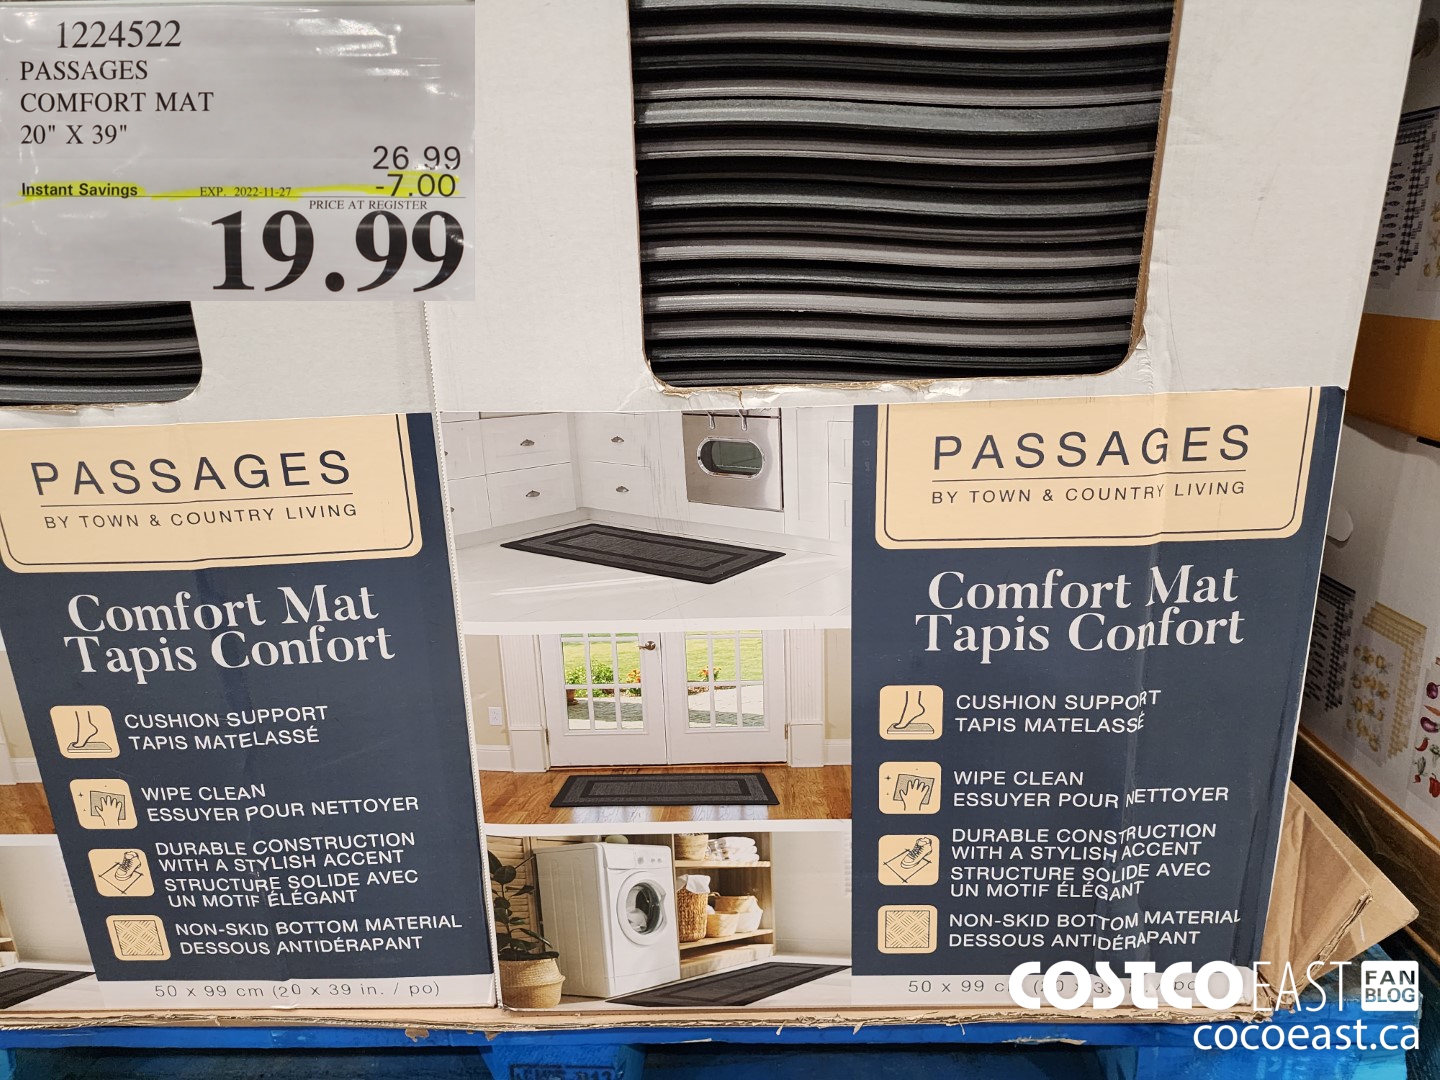 1224522
PASSAGES
COMFORT MAT
20" X 39"
26.99
Instant Savings EXP. 2022-11-27 -7.00
PRICE AT REGISTER
19.99
PASSAGES
BY TOWN & COUNTRY LIVING
Comfort Mat
Tapis Confort
CUSHION SUPPORT
TAPIS MATELASSÉ
WIPE CLEAN
ESSUYER POUR NETTOYER
DURABLE CONSTRUCTION
WITH A STYLISH ACCENT
STRUCTURE SOLIDE AVEC
UN MOTIF ÉLÉGANT
NON-SKID BOTTOM MATERIAL
DESSOUS ANTIDÉRAPANT
50 x 99 cm (20 x 39 in. / po)
PASSAGES
BY TOWN & COUNTRY LIVING
Comfort Mat
Tapis Confort
CUSHION SUPPORT
TAPIS MATELASSÉ
WIPE CLEAN
ESSUYER POUR NETTOYER
DURABLE CONSTRUCTION
WITH A STYLISH ACCENT
STRUCTURE SOLIDE AVEC
UN MOTIF ÉLÉGANT
NON-SKID BOTTOM MATERIAL
DESSOUS ANTIDÉRAPANT
50 x 99 c (20 x 39 in. / po
COSTCO EAST FAN BLOG
cocoeast.ca